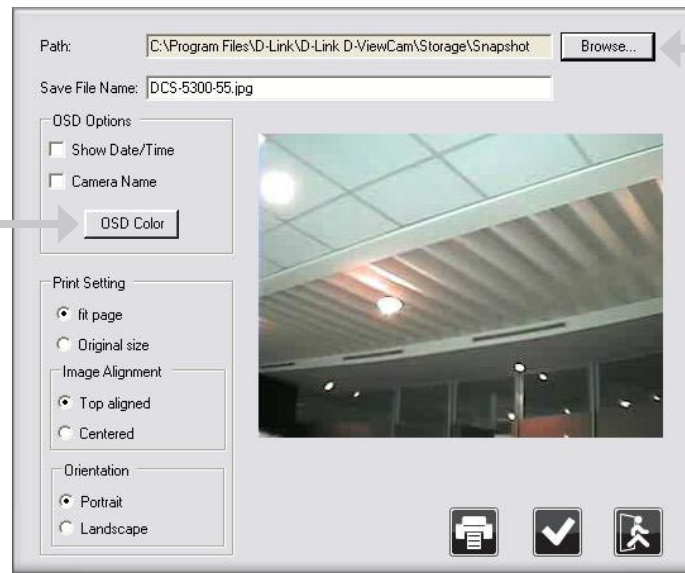 Path: C:\Program Files\D-Link\D-Link D-ViewCam\Storage\Snapshot Browse...
Save File Name: DCS-5300-55.jpg
OSD Options
Show Date/Time
Camera Name
OSD Color
Print Setting
fit page
Original size
Image Alignment
Top aligned
Centered
Orientation
Portrait
Landscape